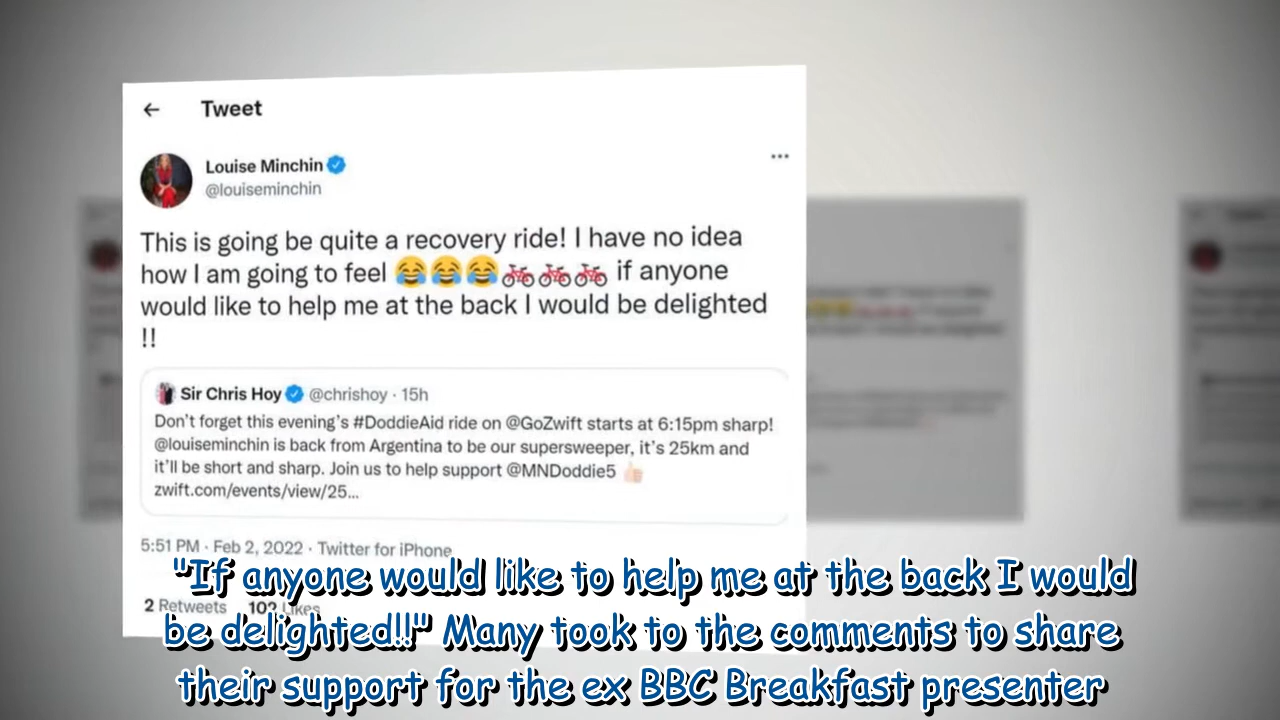 Tweet
Louise Minchin
@louiseminchin
This is going be quite a recovery ride! I have no idea
how I am going to feel 😂😂😂🚲🚲🚲 if anyone
would like to help me at the back I would be delighted
!!
Sir Chris Hoy @chrishoy · 15h
Don't forget this evening's #DoddieAid ride on @GoZwift starts at 6:15pm sharp!
@louiseminchin is back from Argentina to be our supersweeper, it's 25km and
it'll be short and sharp. Join us to help support @MNDoddie5 👍🏻
zwift.com/events/view/25...
5:51 PM · Feb 2, 2022 · Twitter for iPhone
2 Retweets 102 Likes
"If anyone would like to help me at the back I would
be delighted!!" Many took to the comments to share
their support for the ex BBC Breakfast presenter